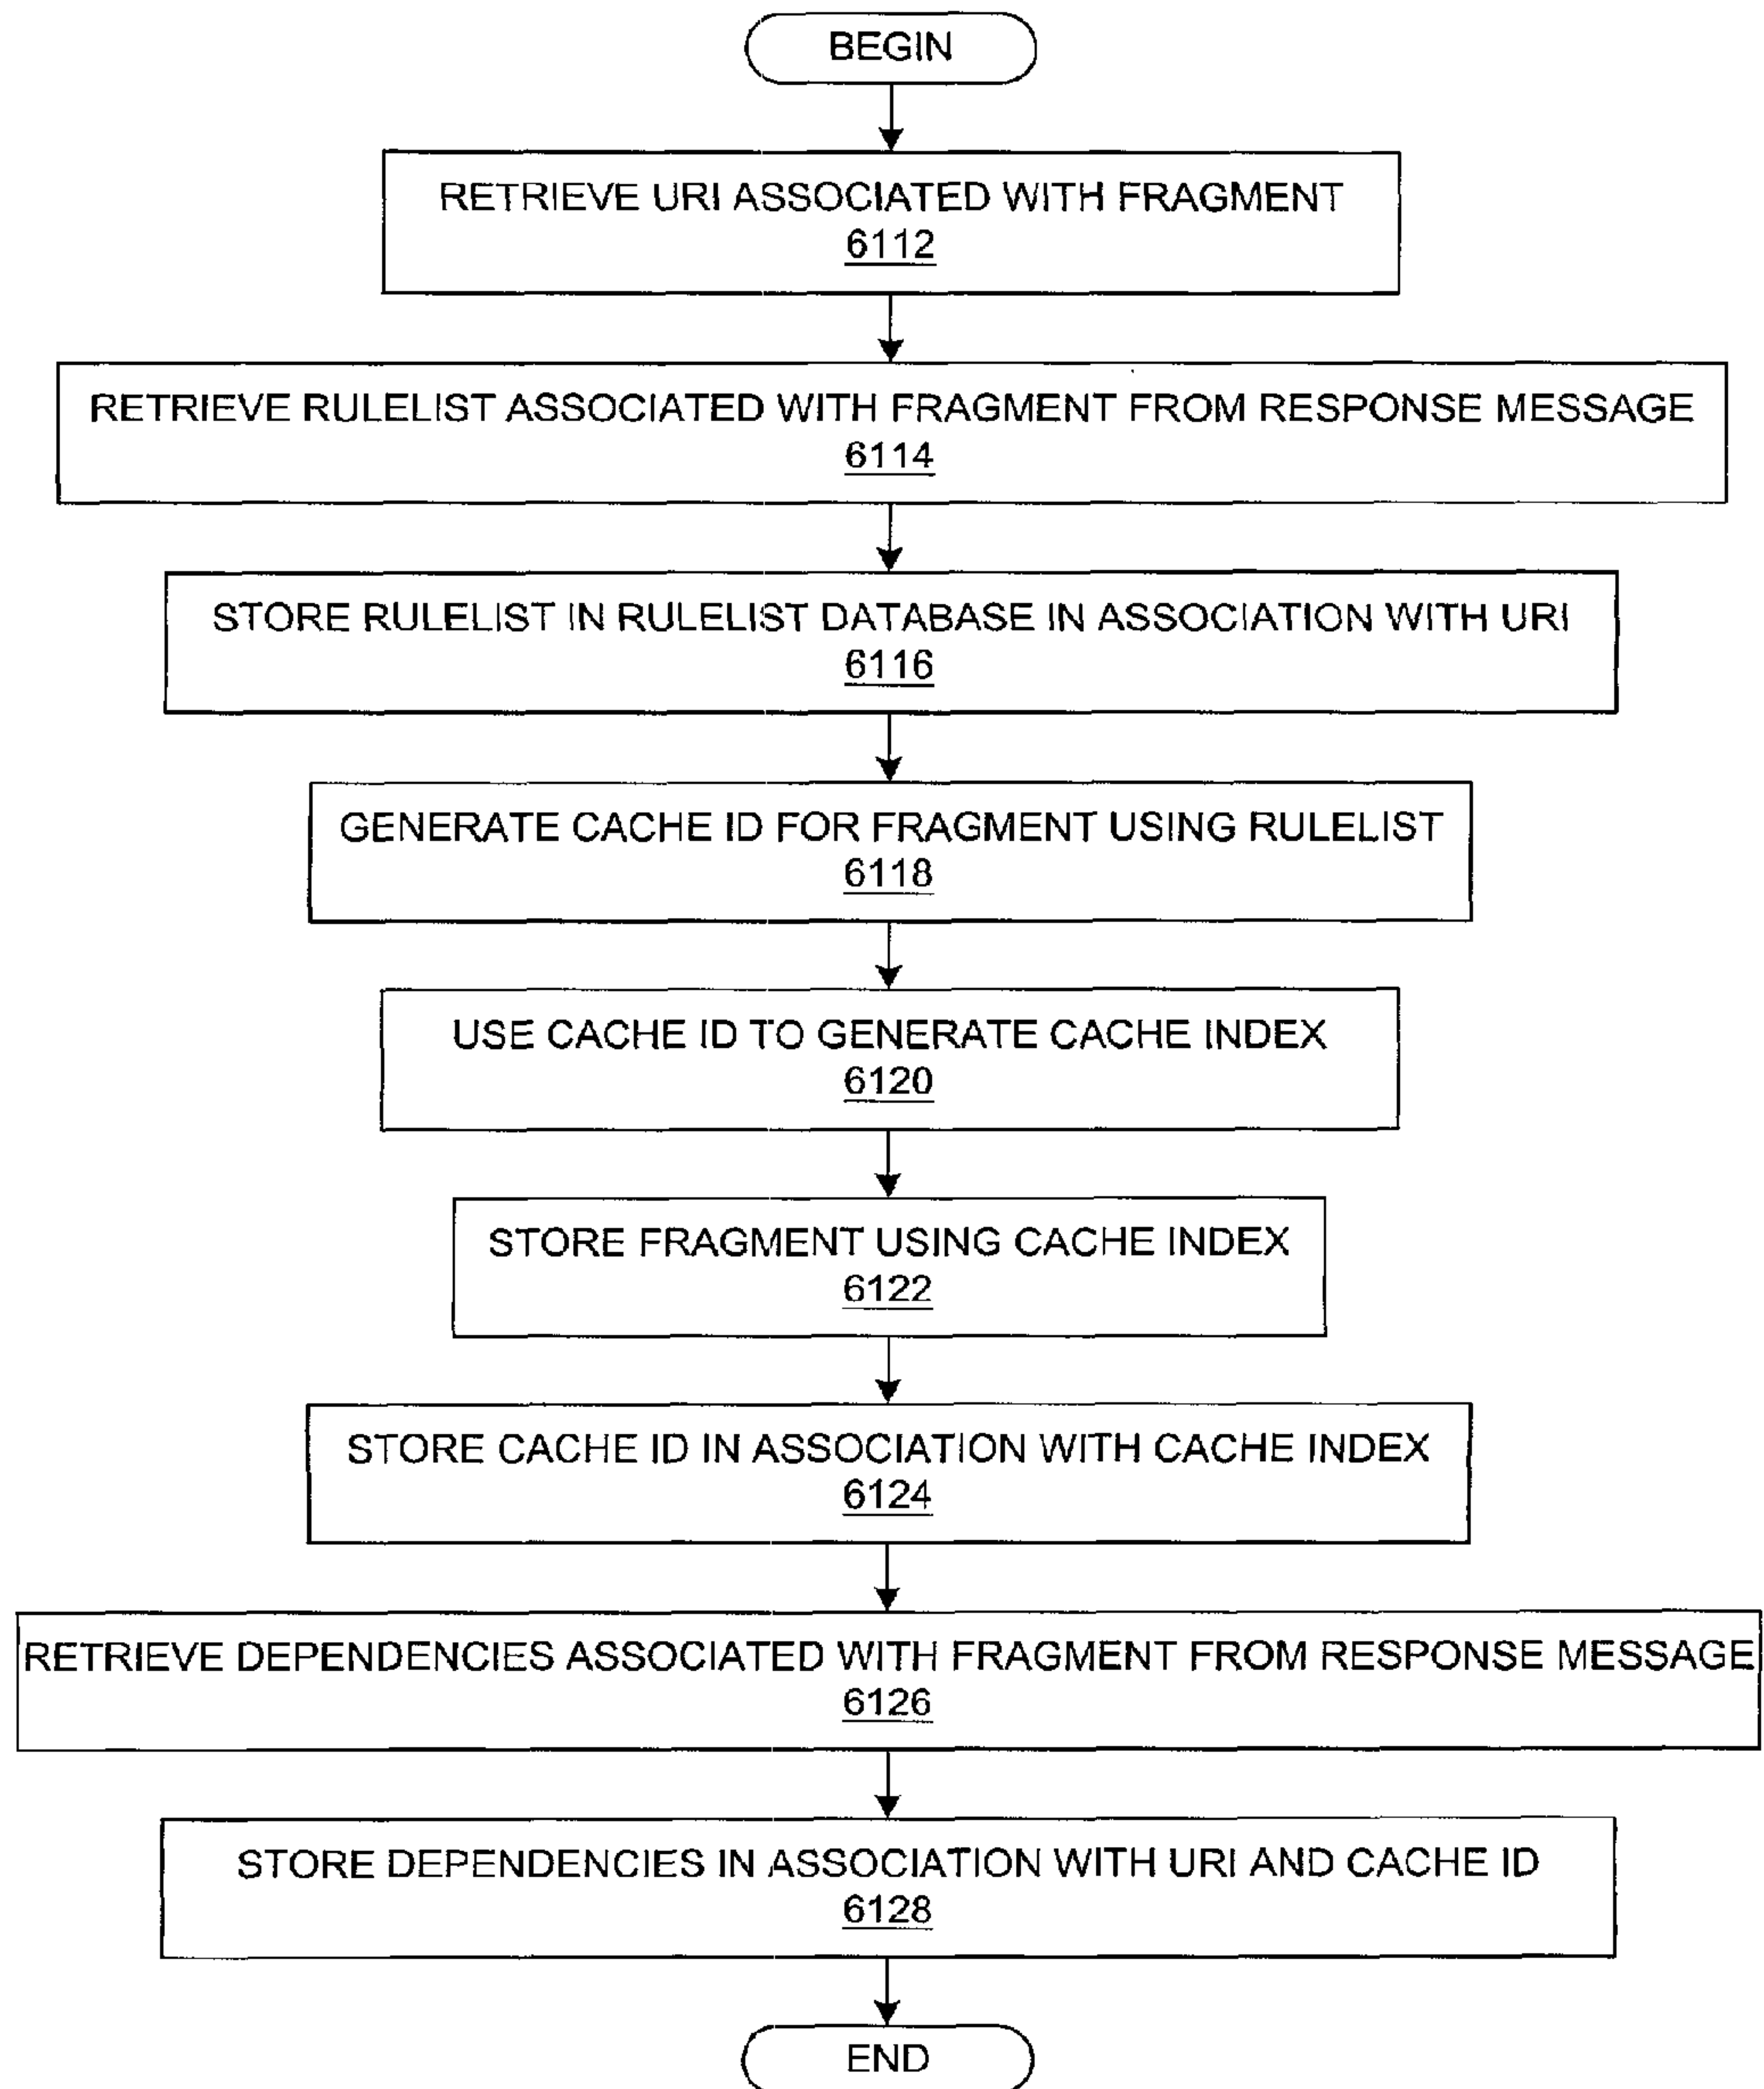 BEGIN
RETRIEVE URI ASSOCIATED WITH FRAGMENT
6112
RETRIEVE RULELIST ASSOCIATED WITH FRAGMENT FROM RESPONSE MESSAGE
6114
STORE RULELIST IN RULELIST DATABASE IN ASSOCIATION WITH URI
6116
GENERATE CACHE ID FOR FRAGMENT USING RULELIST
6118
USE CACHE ID TO GENERATE CACHE INDEX
6120
STORE FRAGMENT USING CACHE INDEX
6122
STORE CACHE ID IN ASSOCIATION WITH CACHE INDEX
6124
RETRIEVE DEPENDENCIES ASSOCIATED WITH FRAGMENT FROM RESPONSE MESSAGE
6126
STORE DEPENDENCIES IN ASSOCIATION WITH URI AND CACHE ID
6128
END